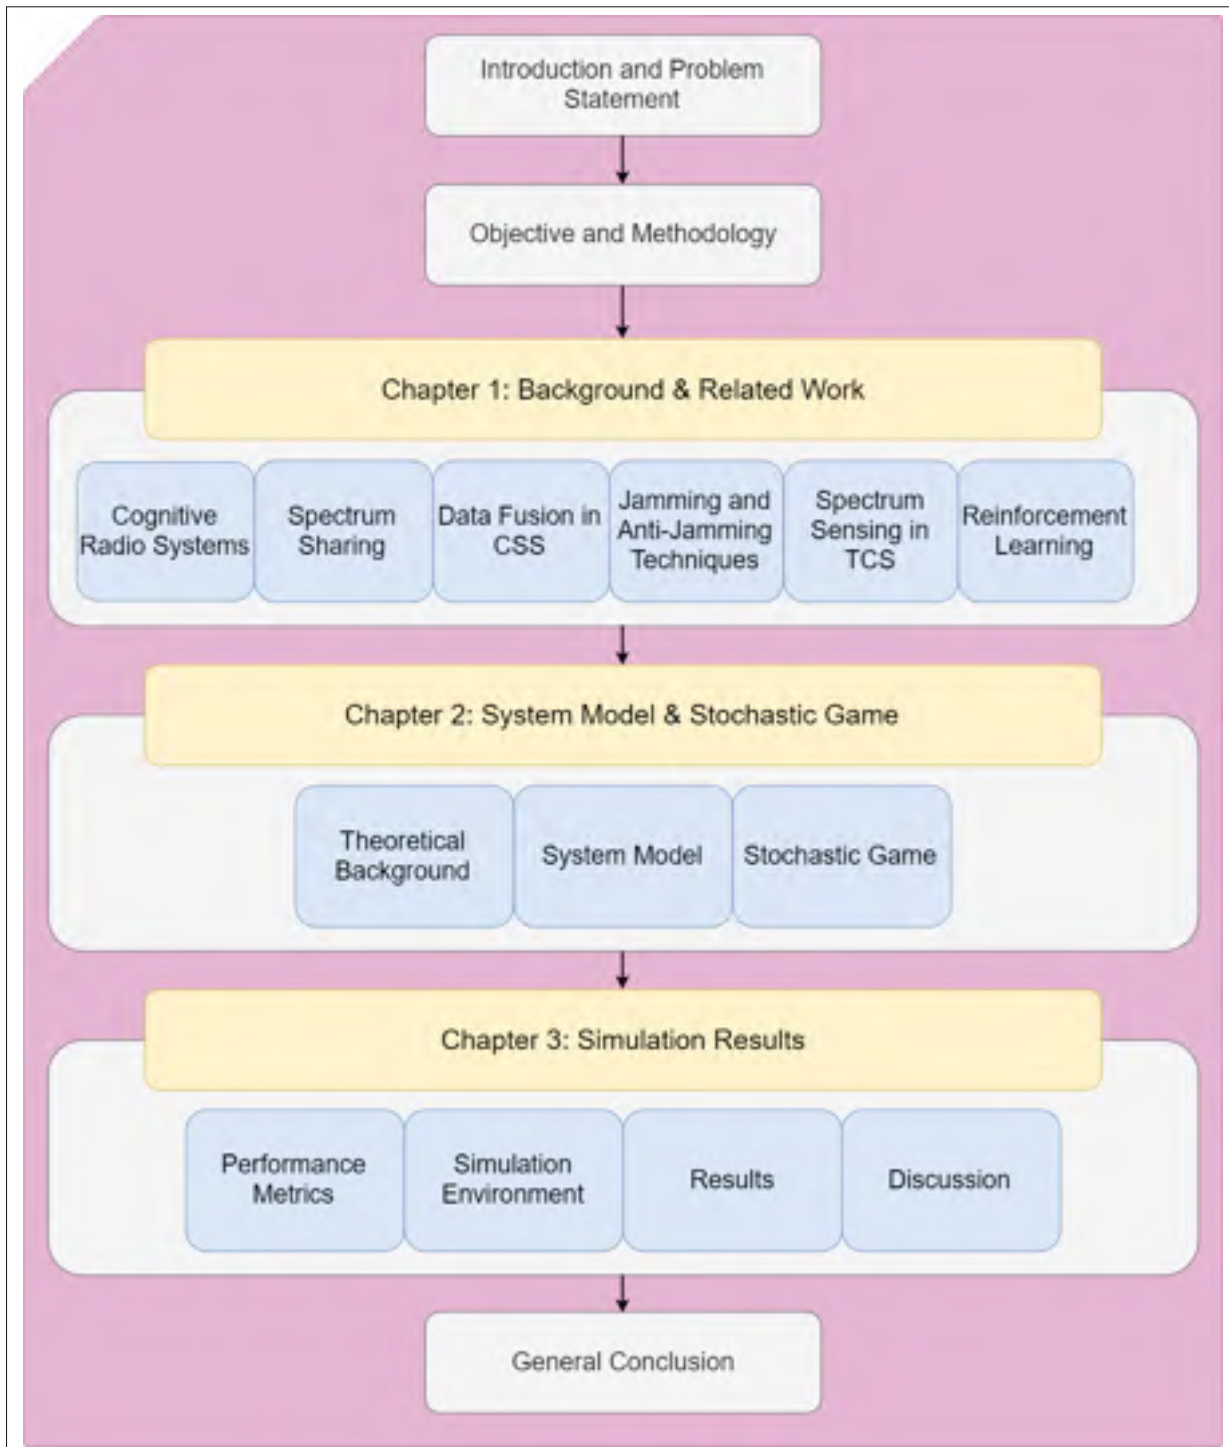 Introduction and Problem
Statement
Objective and Methodology
Chapter 1: Background & Related Work
Cognitive
Radio Systems
Spectrum
Sharing
Data Fusion in
CSS
Jamming and
Anti-Jamming
Techniques
Spectrum
Sensing in
TCS
Reinforcement
Learning
Chapter 2: System Model & Stochastic Game
Theoretical
Background
System Model
Stochastic Game
Chapter 3: Simulation Results
Performance
Metrics
Simulation
Environment
Results
Discussion
General Conclusion